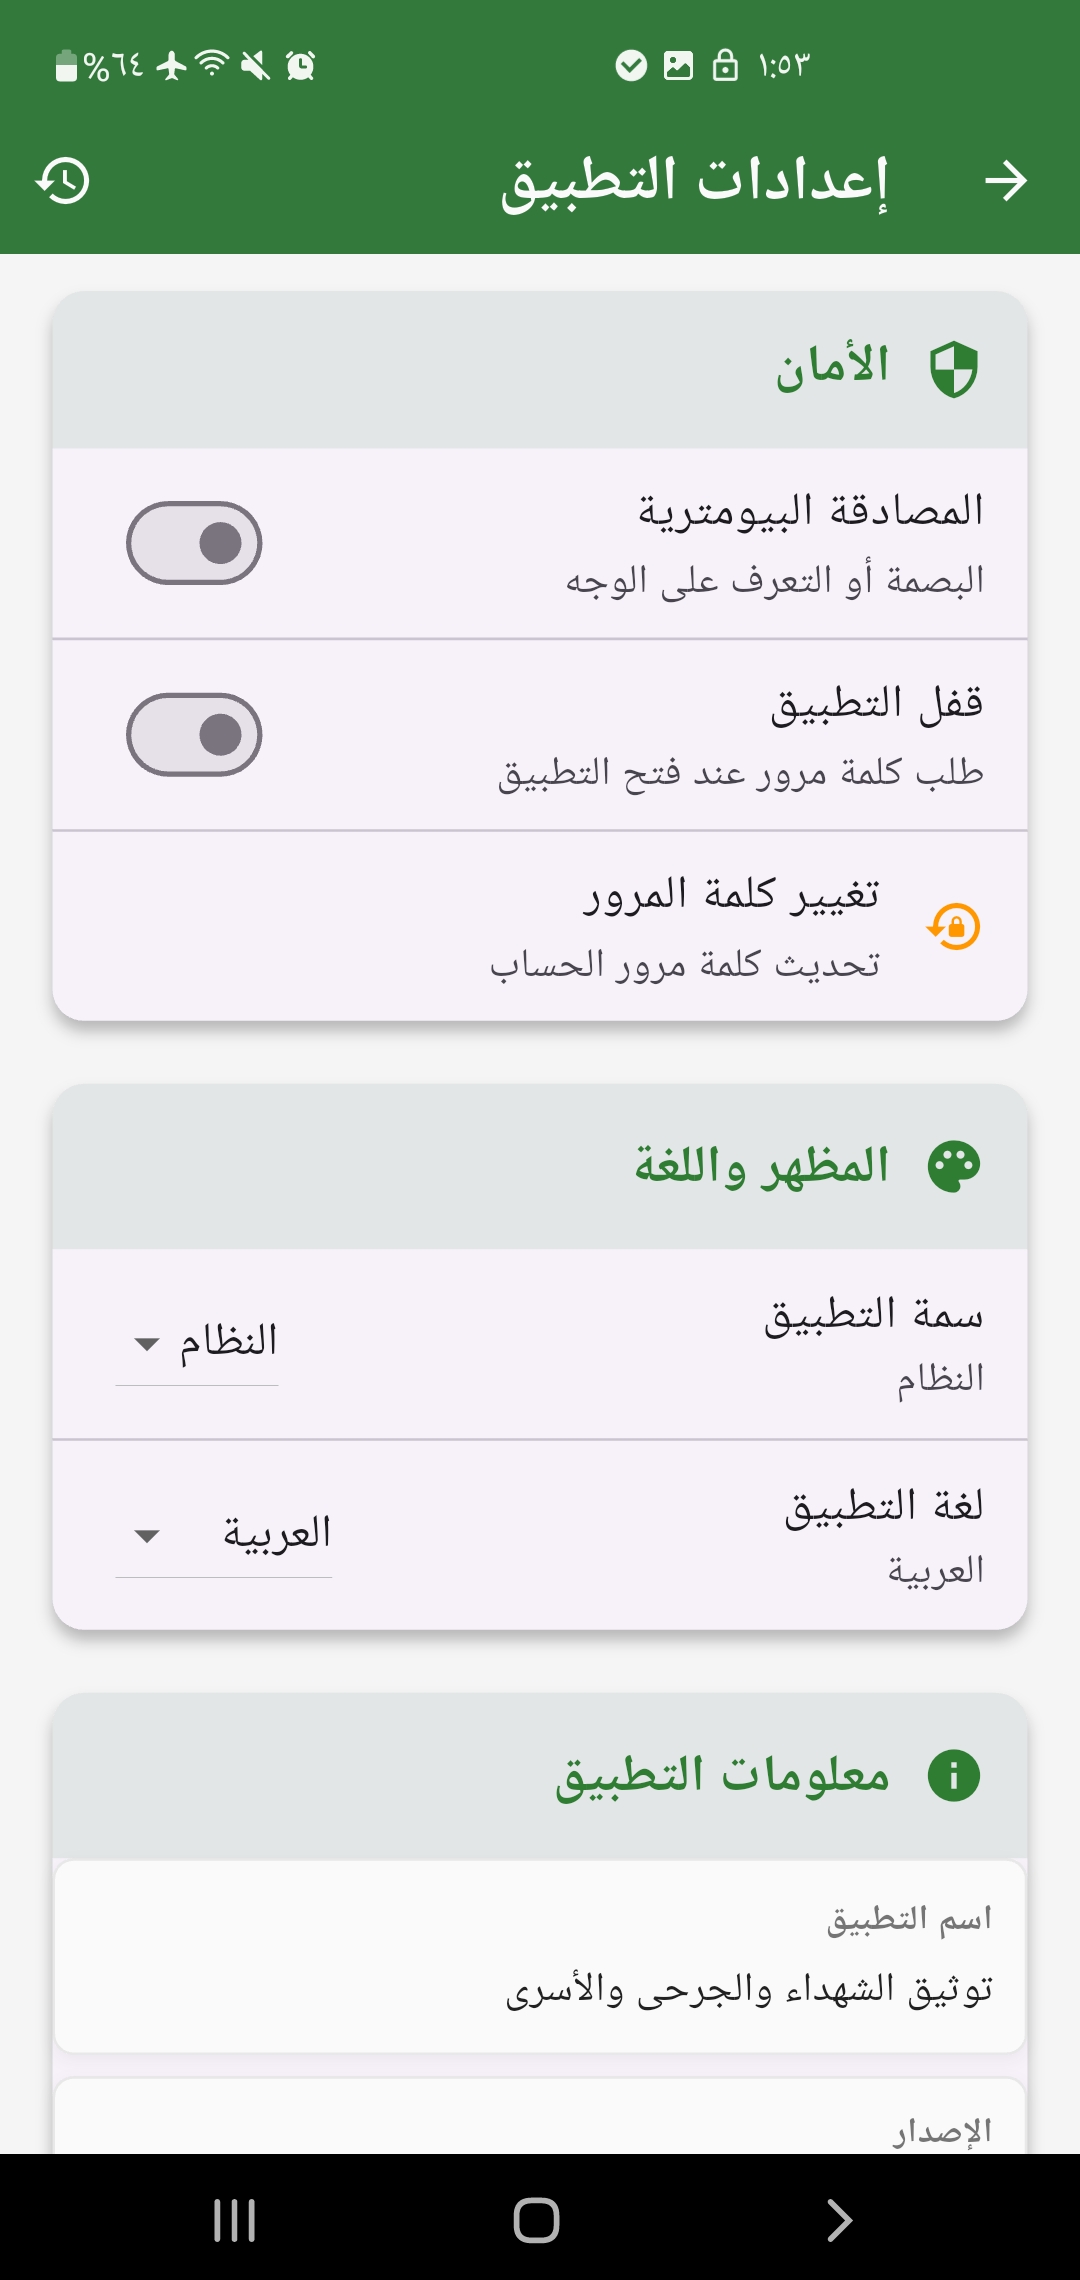 ١:٥٣
%٦٤
إعدادات التطبيق
الأمان
المصادقة البيومترية
البصمة أو التعرف على الوجه
قفل التطبيق
طلب كلمة مرور عند فتح التطبيق
تغيير كلمة المرور
تحديث كلمة مرور الحساب
المظهر واللغة
سمة التطبيق
النظام
النظام
لغة التطبيق
العربية
العربية
معلومات التطبيق
اسم التطبيق
توثيق الشهداء والجرحى والأسرى
الإصدار